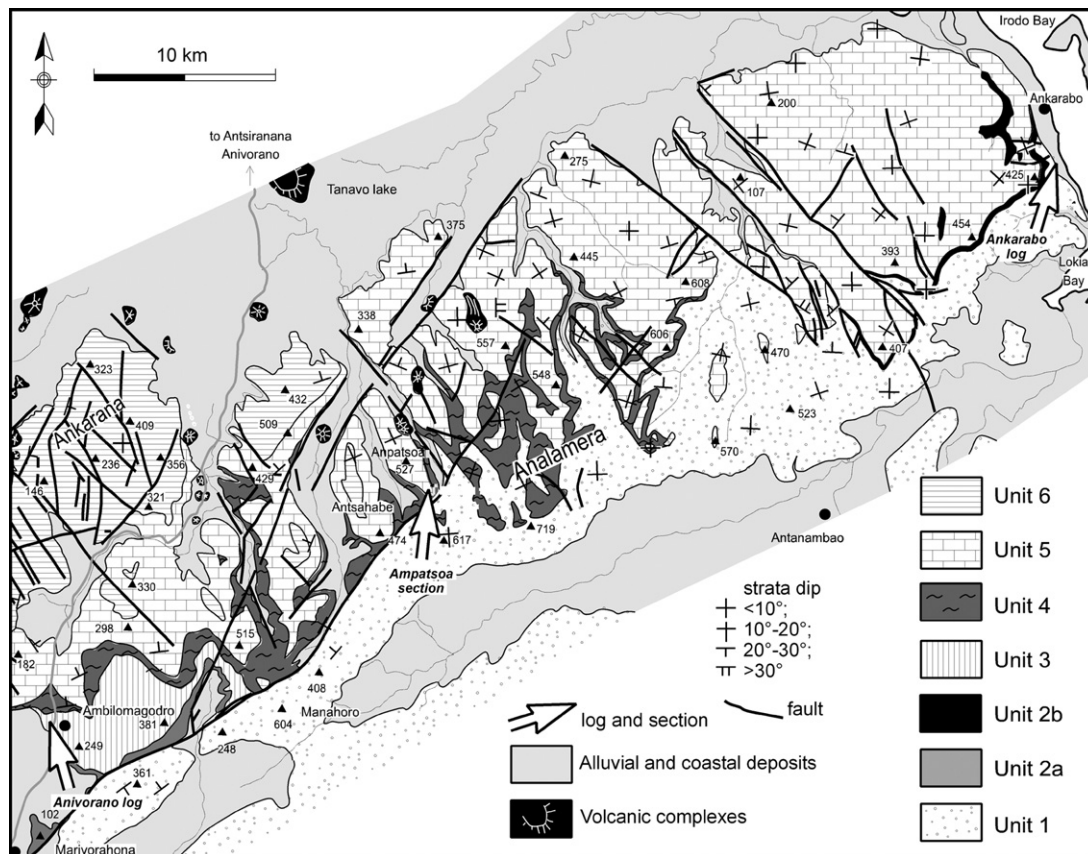 10 km
to Antsiranana
Anivorano
Tanavo lake
Irodo Bay
Ankarabo
200
275
107
425
375
454
Ankarabo
log
445
393
Lokia
Bay
608
338
557
606
407
470
323
548
432
Ankarana
409
509
523
Ampatsoa
527
Analamera
570
236
356
146
429
321
Antsahabe
719
474
617
Ampatsoa
section
Antanambao
330
298
515
182
408
Ambilomagodro
381
604
Manahoro
249
248
361
Anivorano log
102
Marivorahona
strata dip
<10°;
10°-20°;
20°-30°;
>30°
log and section
fault
Alluvial and coastal deposits
Volcanic complexes
Unit 6
Unit 5
Unit 4
Unit 3
Unit 2b
Unit 2a
Unit 1